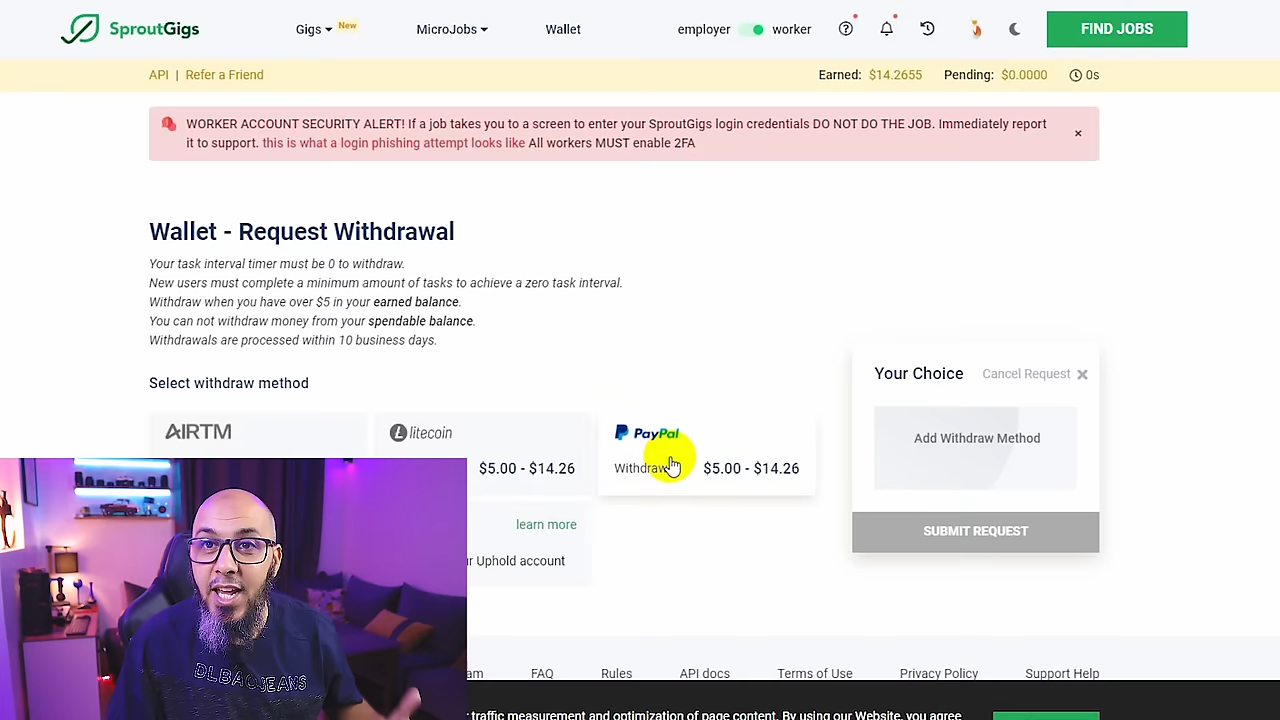 SproutGigs
Gigs New
MicroJobs
Wallet
employer worker
FIND JOBS
API | Refer a Friend
Earned: $14.2655 Pending: $0.0000 0s
WORKER ACCOUNT SECURITY ALERT! If a job takes you to a screen to enter your SproutGigs login credentials DO NOT DO THE JOB. Immediately report
it to support. this is what a login phishing attempt looks like All workers MUST enable 2FA
Wallet - Request Withdrawal
Your task interval timer must be 0 to withdraw.
New users must complete a minimum amount of tasks to achieve a zero task interval.
Withdraw when you have over $5 in your earned balance.
You can not withdraw money from your spendable balance.
Withdrawals are processed within 10 business days.
Select withdraw method
AIRTM
litecoin
$5.00 - $14.26
PayPal
Withdraw $5.00 - $14.26
learn more
r Uphold account
Your Choice Cancel Request
Add Withdraw Method
SUBMIT REQUEST
am FAQ Rules API docs Terms of Use Privacy Policy Support Help
traffic measurement and optimization of page content. By using our Website, you agree